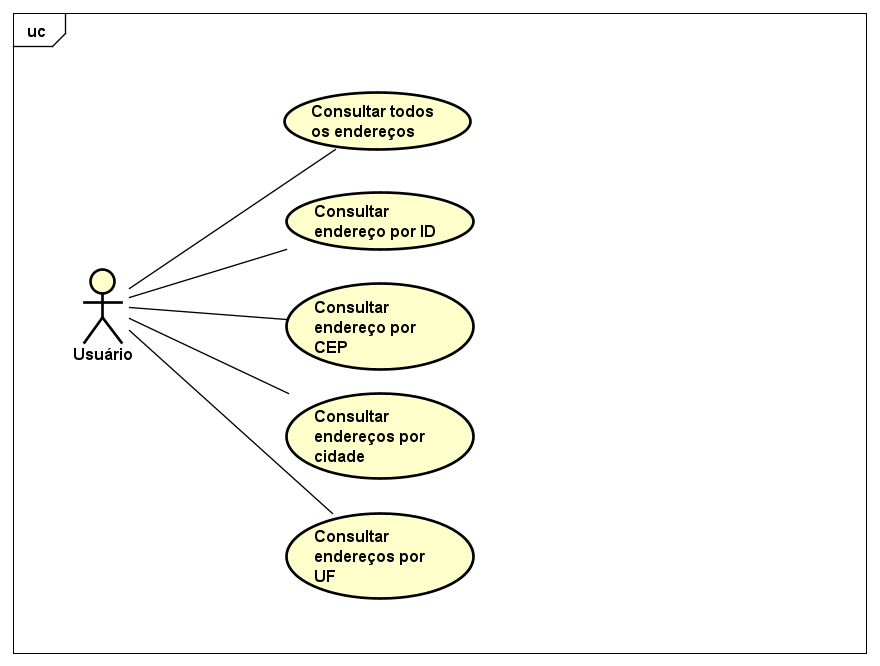 uc
Consultar todos
os endereços
Consultar
endereço por ID
Consultar
endereço por
CEP
Usuário
Consultar
endereços por
cidade
Consultar
endereços por
UF